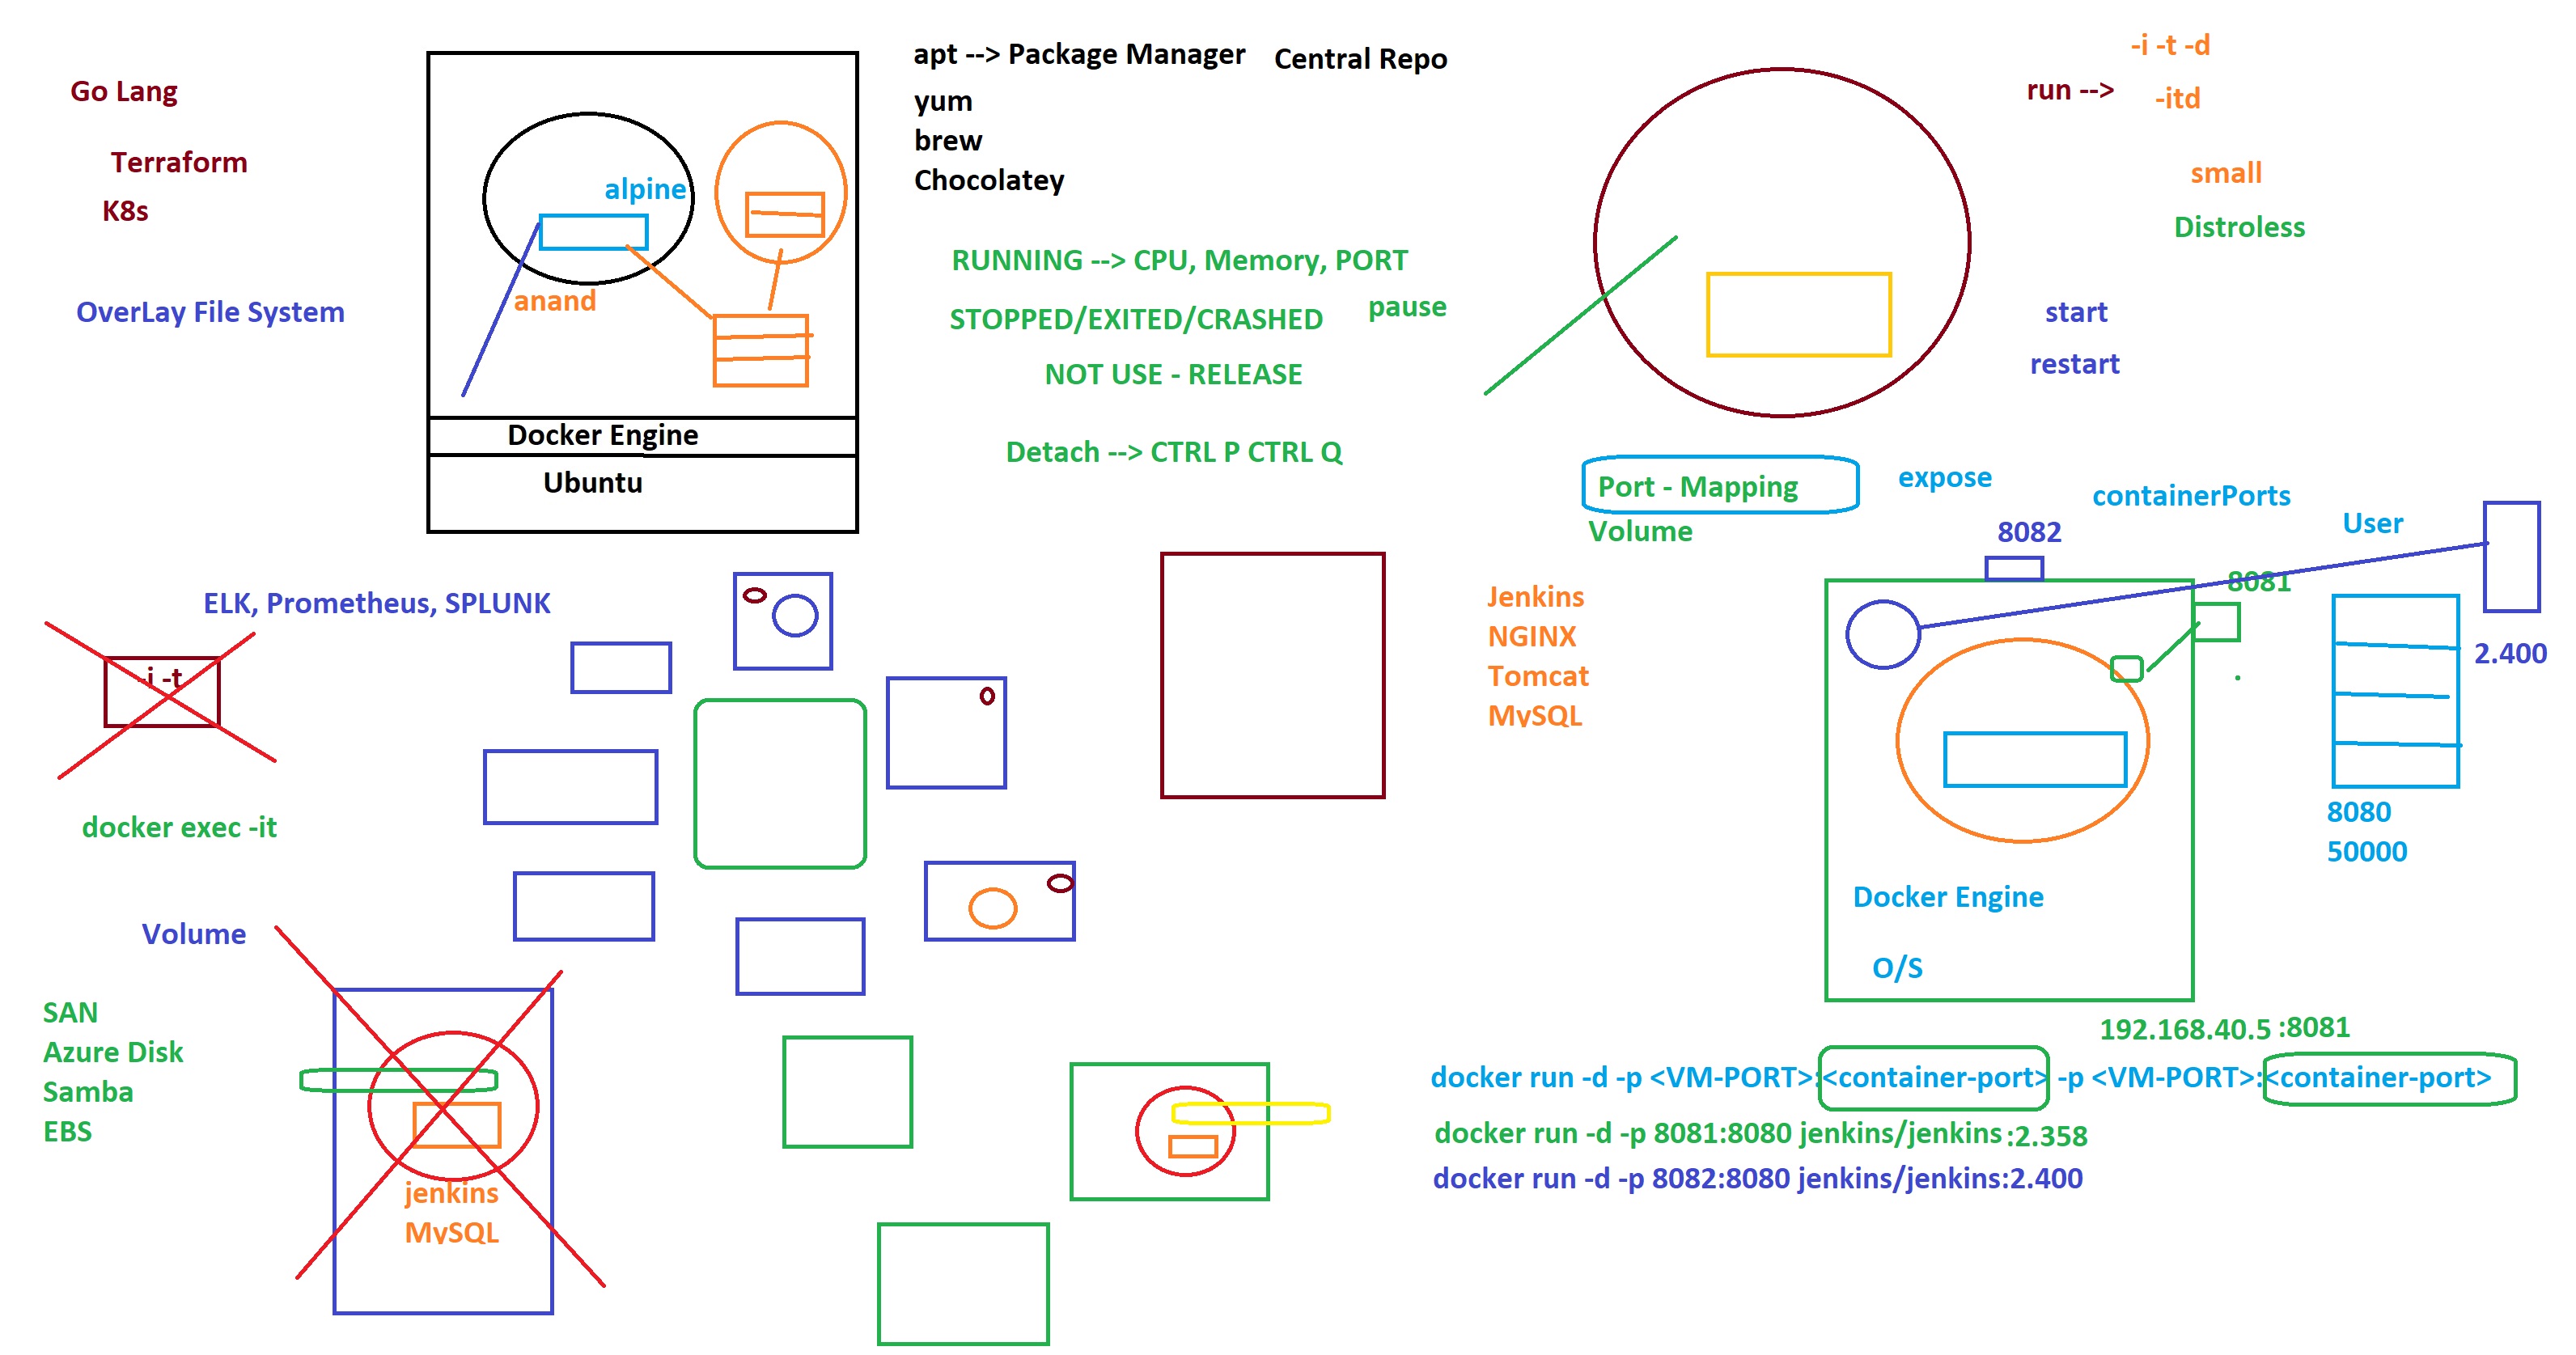 Go Lang
Terraform
K8s
OverLay File System
alpine
anand
Docker Engine
Ubuntu
apt --> Package Manager
Central Repo
yum
brew
Chocolatey
RUNNING --> CPU, Memory, PORT
STOPPED/EXITED/CRASHED
pause
NOT USE - RELEASE
Detach --> CTRL P CTRL Q
run -->
-i -t -d
-itd
small
Distroless
start
restart
Port - Mapping
Volume
expose
containerPorts
User
8082
8081
2.400
Jenkins
NGINX
Tomcat
MySQL
8080
50000
Docker Engine
O/S
192.168.40.5 :8081
docker run -d -p <VM-PORT>:<container-port> -p <VM-PORT>:<container-port>
docker run -d -p 8081:8080 jenkins/jenkins :2.358
docker run -d -p 8082:8080 jenkins/jenkins:2.400
ELK, Prometheus, SPLUNK
-i -t
docker exec -it
Volume
SAN
Azure Disk
Samba
EBS
jenkins
MySQL